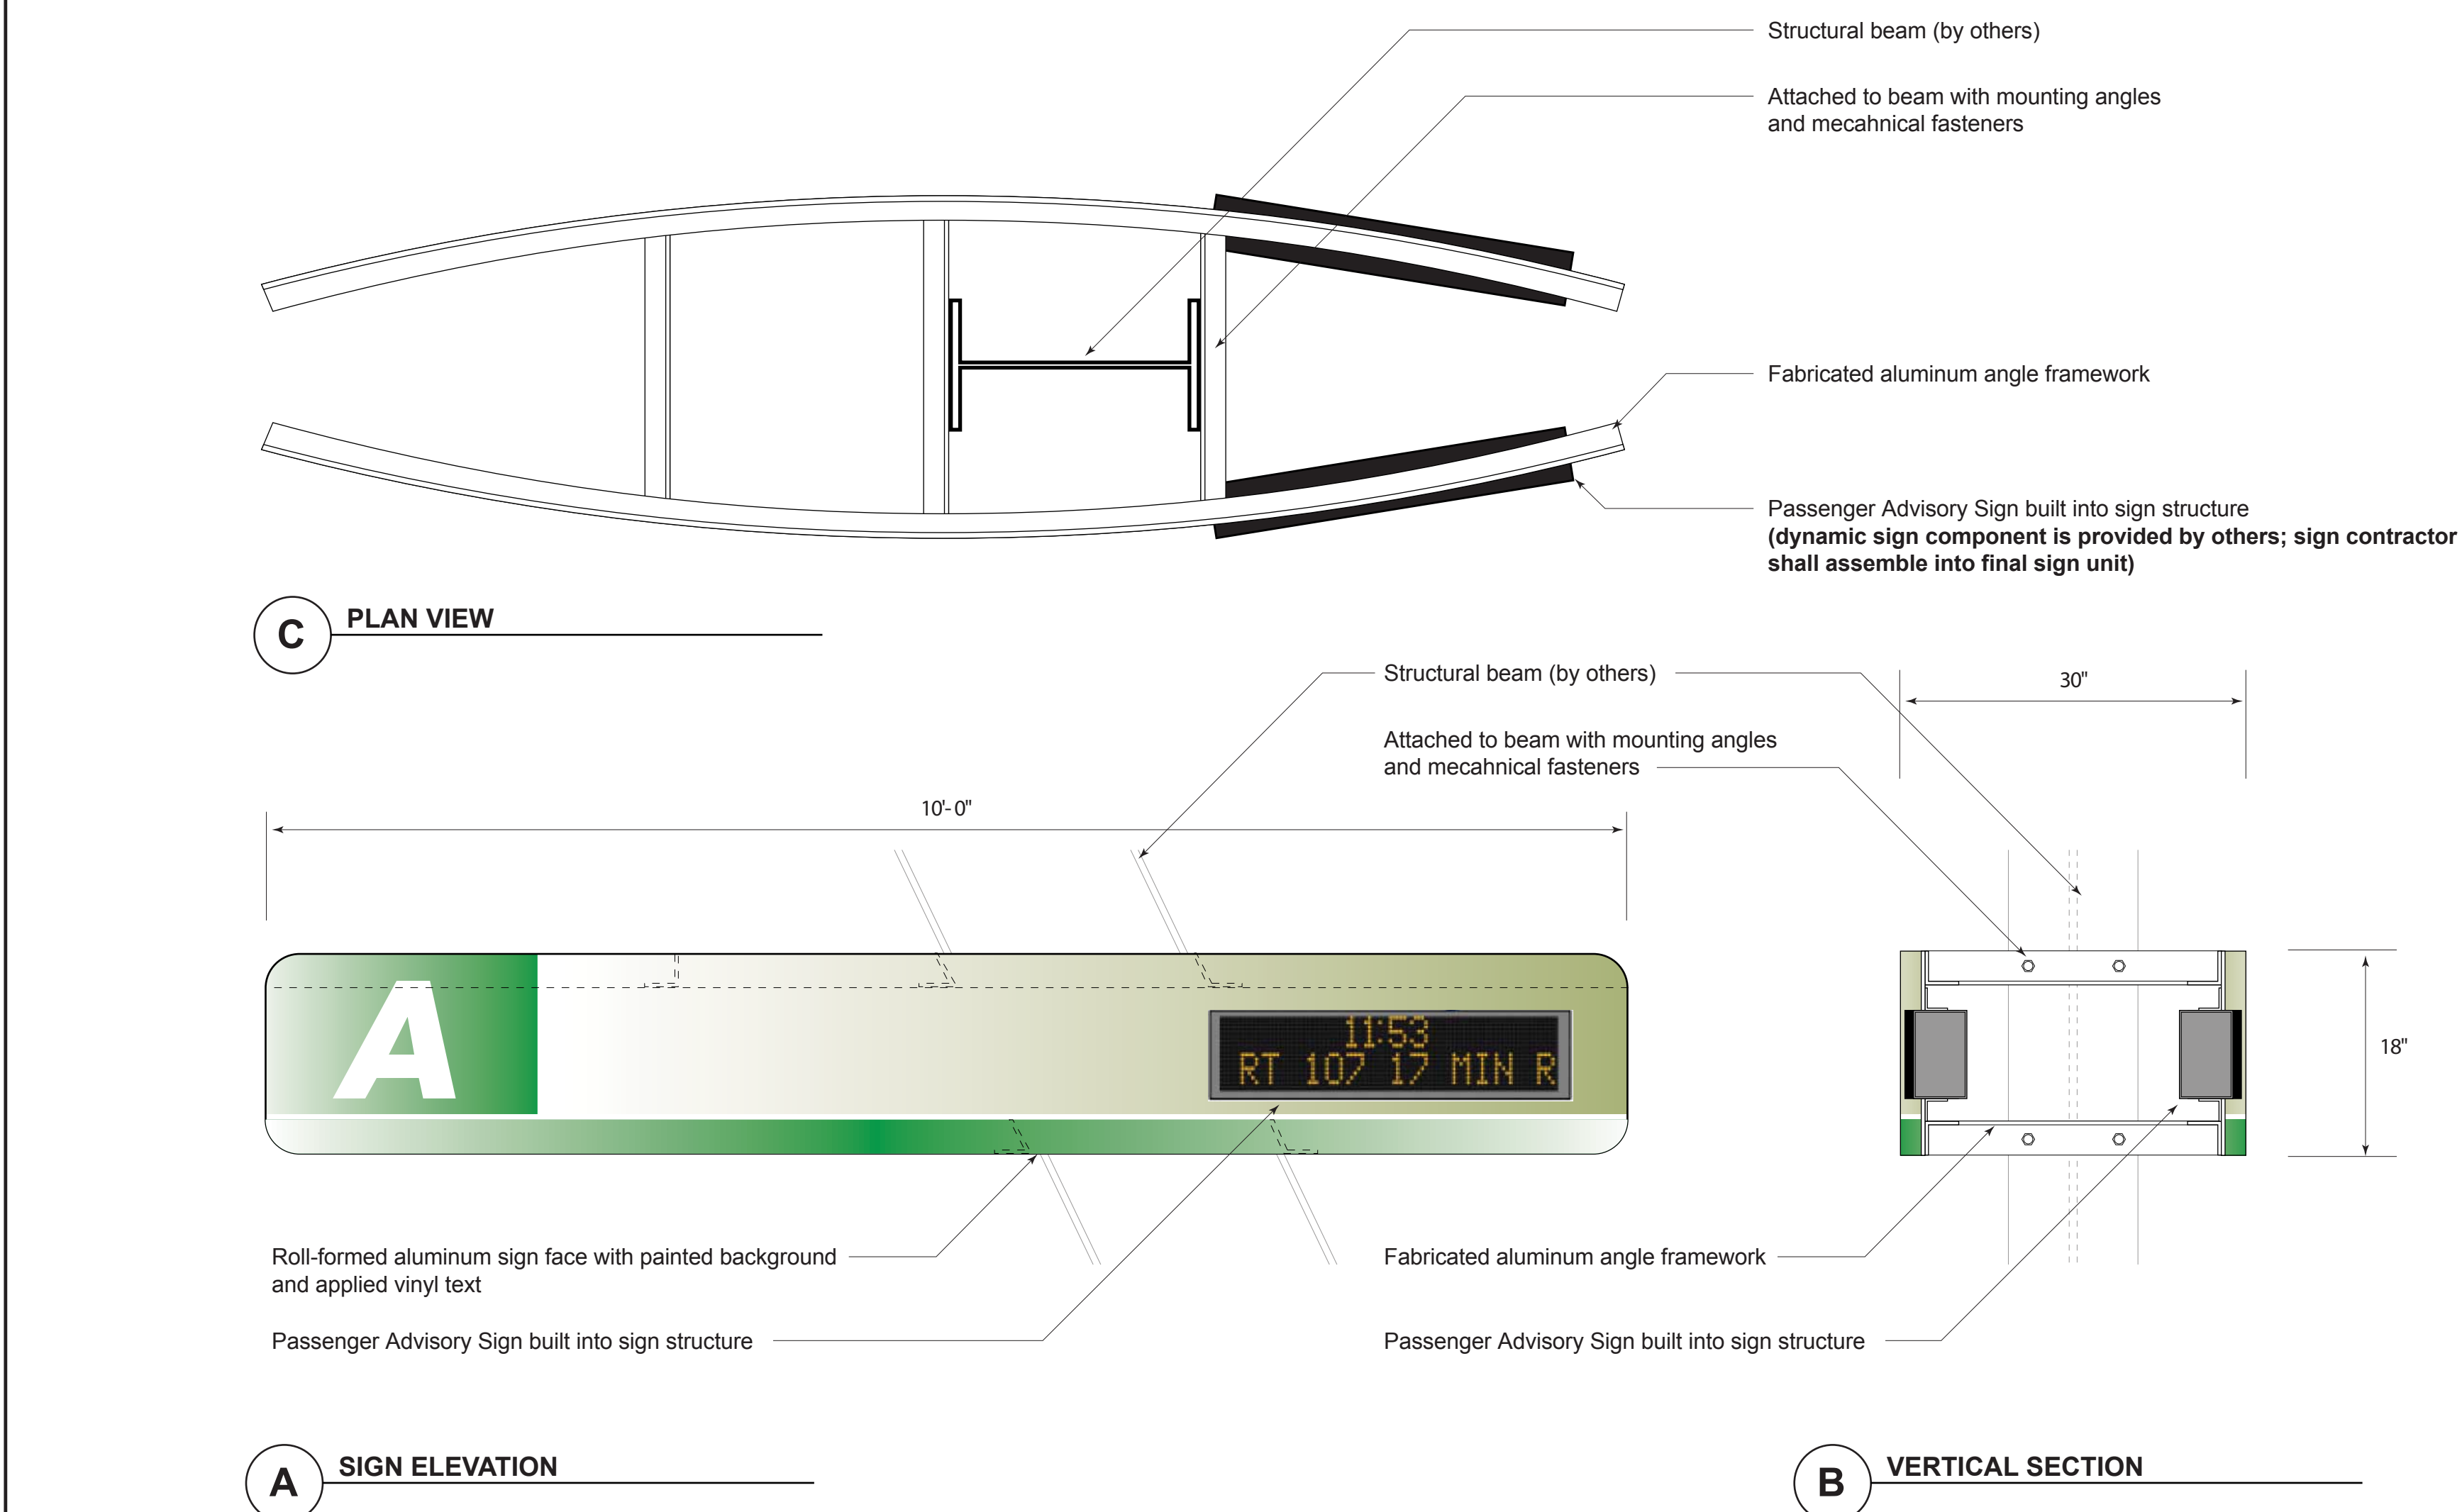 Structural beam (by others)
Attached to beam with mounting angles
and mecahnical fasteners
Fabricated aluminum angle framework
Passenger Advisory Sign built into sign structure
(dynamic sign component is provided by others; sign contractor
shall assemble into final sign unit)
C PLAN VIEW
Structural beam (by others)
30"
Attached to beam with mounting angles
and mecahnical fasteners
10'-0"
A
11:53
RT 107 17 MIN R
18"
Roll-formed aluminum sign face with painted background
and applied vinyl text
Fabricated aluminum angle framework
Passenger Advisory Sign built into sign structure
Passenger Advisory Sign built into sign structure
A SIGN ELEVATION
B VERTICAL SECTION